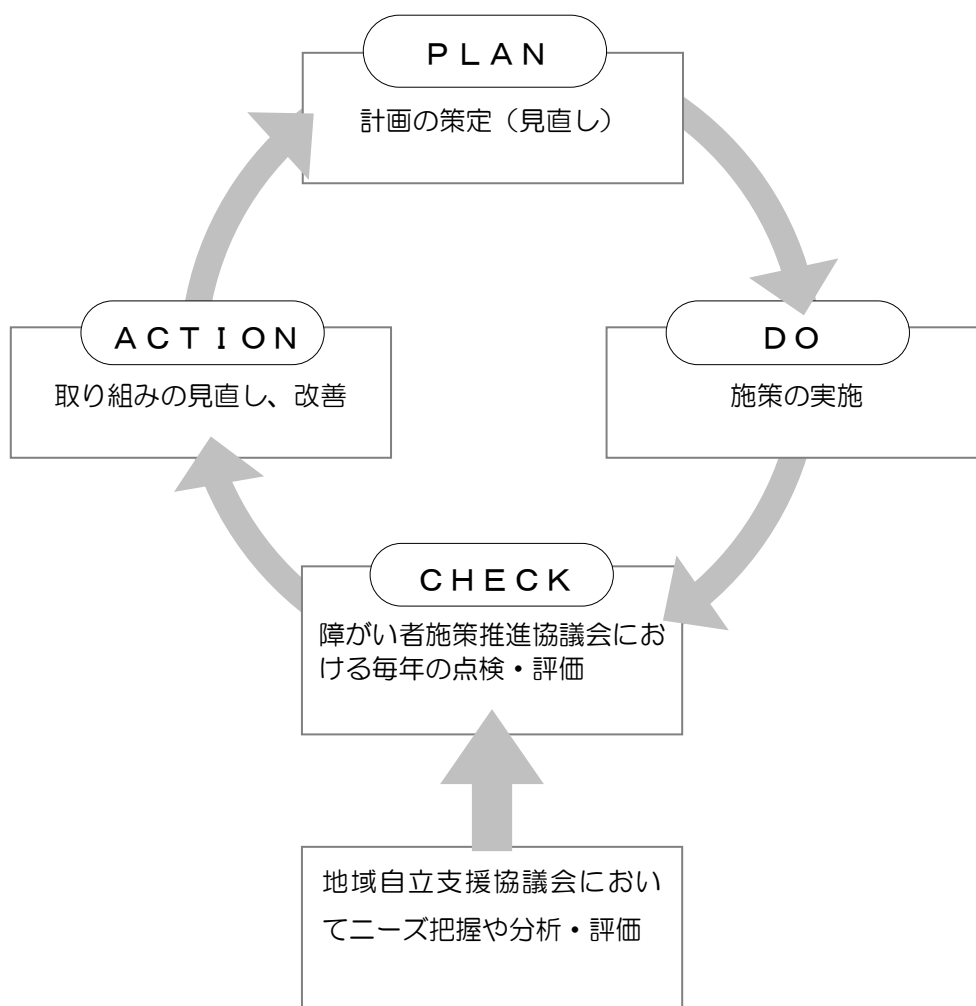 ＰＬＡＮ
計画の策定（見直し）
ＡＣＴＩＯＮ
取り組みの見直し、改善
ＤＯ
施策の実施
ＣＨＥＣＫ
障がい者施策推進協議会にお
ける毎年の点検・評価
地域自立支援協議会におい
てニーズ把握や分析・評価